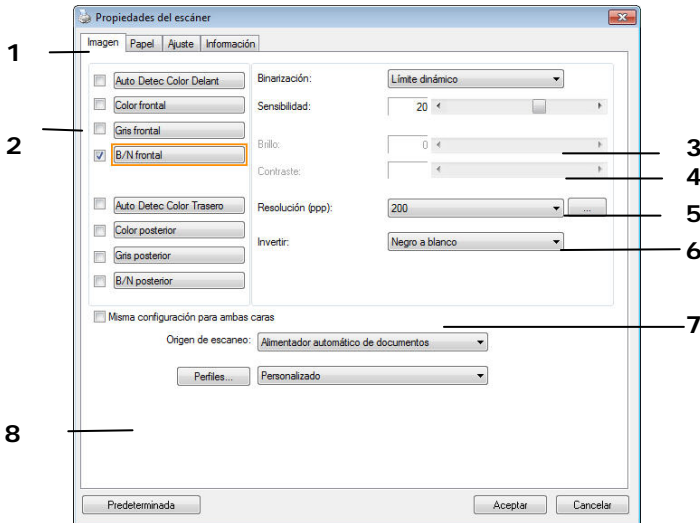 Propiedades del escáner
Imagen Papel Ajuste Información
1
Auto Detec Color Delant Binarización: Límite dinámico
Color frontal Sensibilidad: 20
2 Gris frontal
B/N frontal Brillo: 0 3
Contraste: 4
Auto Detec Color Trasero Resolución (ppp): 200 ... 5
Color posterior Invertir: Negro a blanco 6
Gris posterior
B/N posterior
Misma configuración para ambas caras 7
Origen de escaneo: Alimentador automático de documentos
Perfiles... Personalizado
8
Predeterminada Aceptar Cancelar